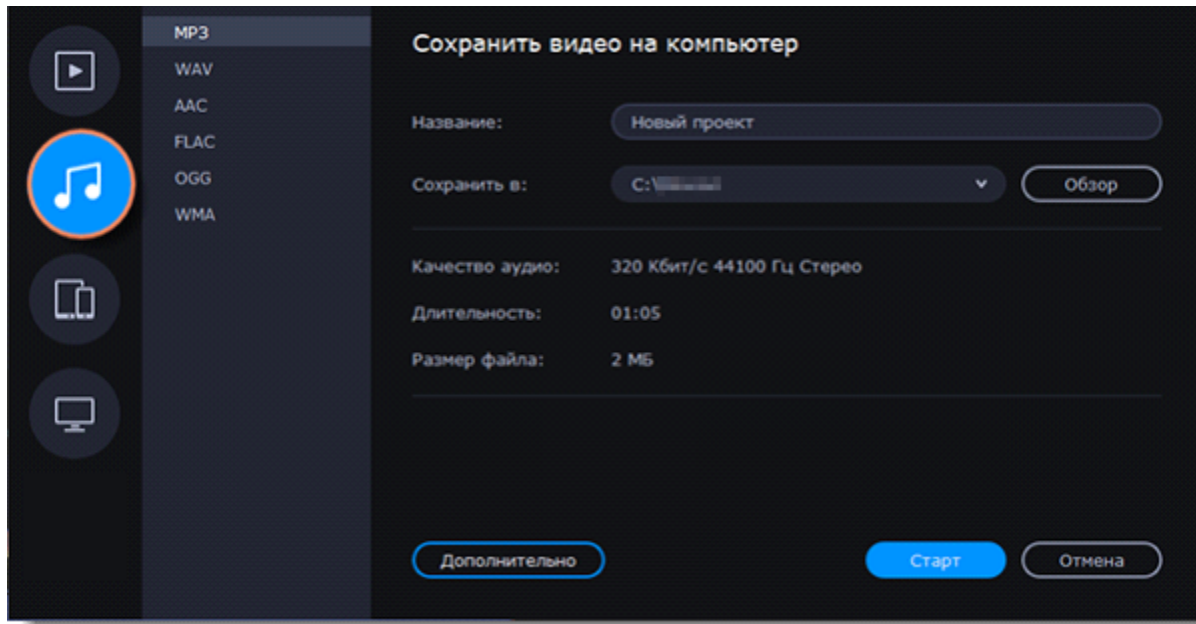 MP3
WAV
AAC
FLAC
OGG
WMA
Сохранить видео на компьютер
Название: Новый проект
Сохранить в: C:\ Обзор
Качество аудио: 320 Кбит/с 44100 Гц Стерео
Длительность: 01:05
Размер файла: 2 МБ
Дополнительно Старт Отмена